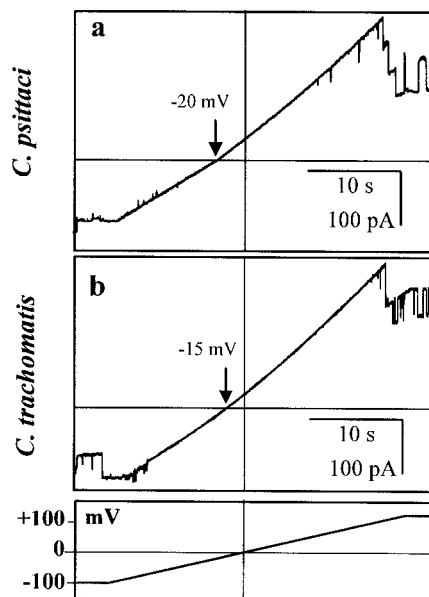 C. psittaci
a
-20 mV
10 s
100 pA
C. trachomatis
b
-15 mV
10 s
100 pA
mV
+100
0
-100